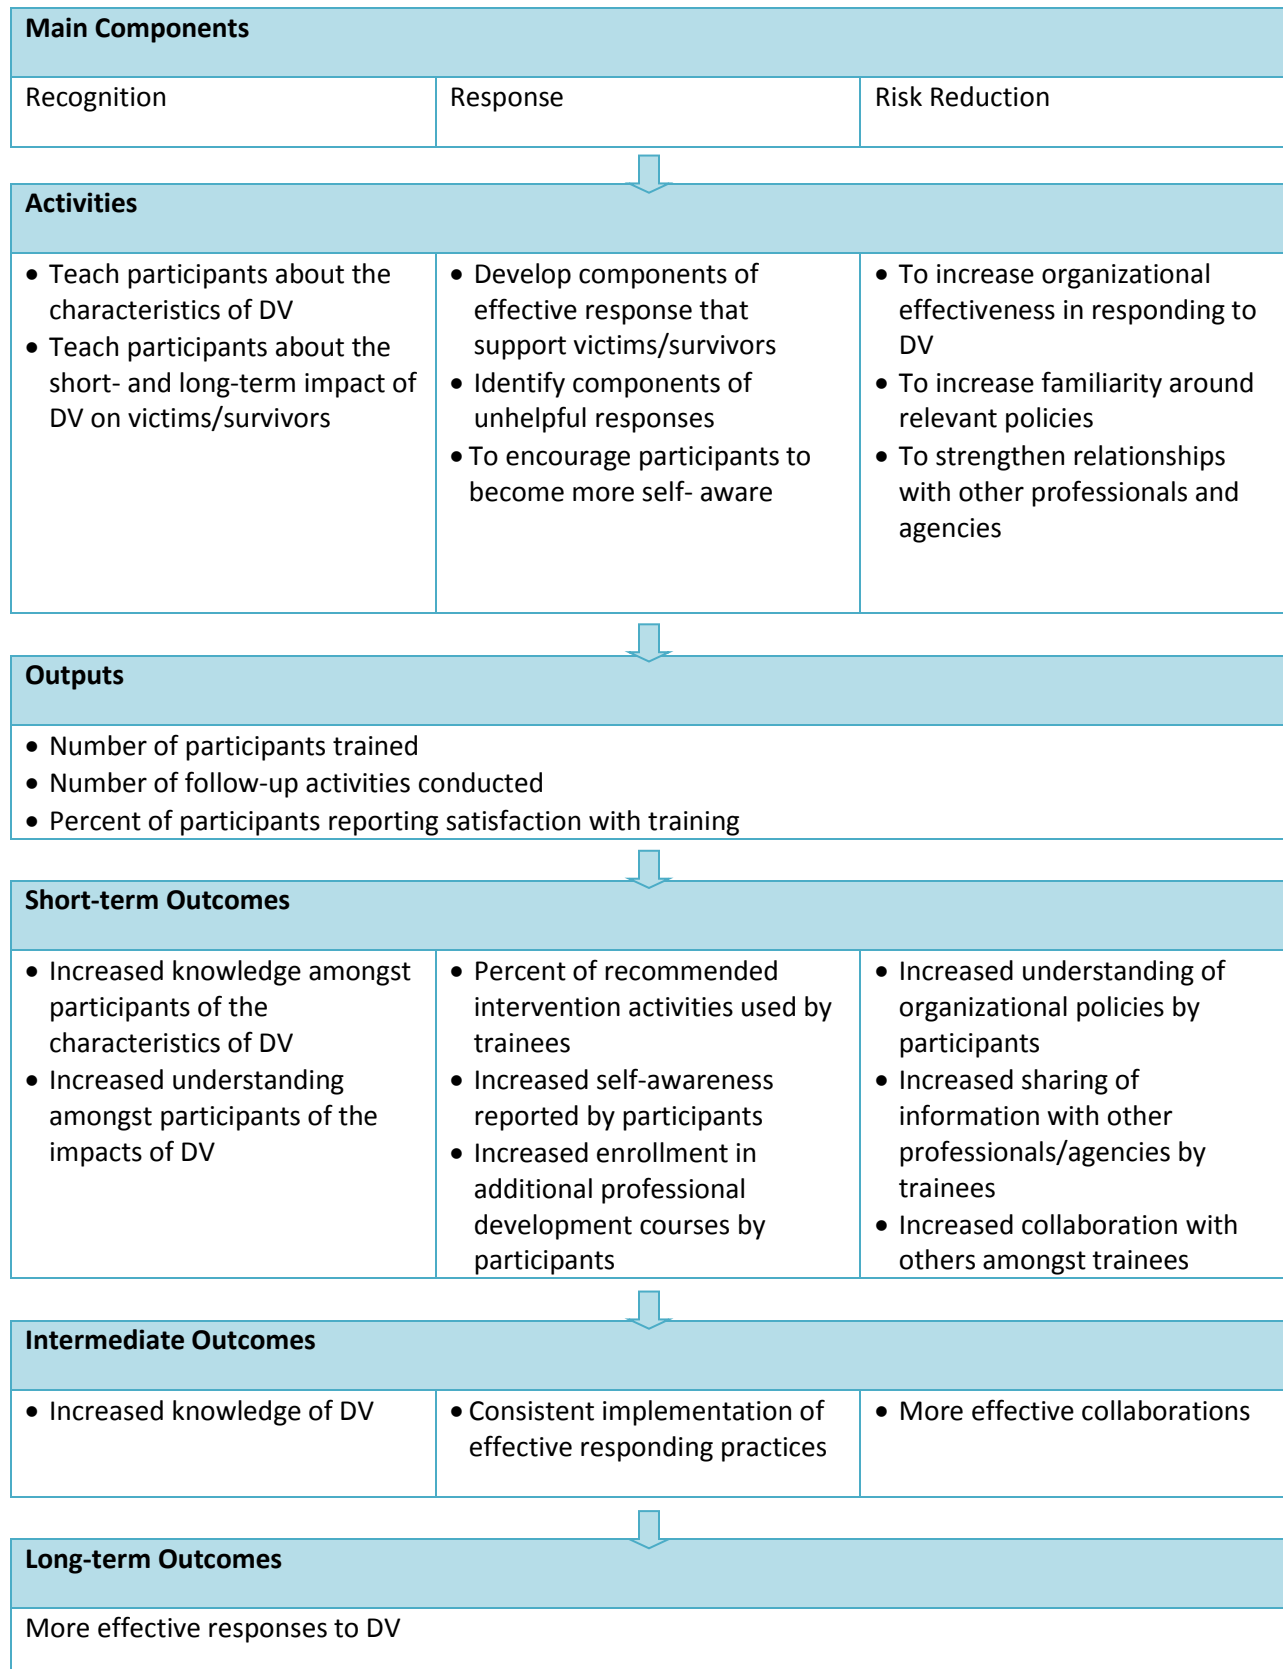 Main Components
Recognition
Response
Risk Reduction
Activities
• Teach participants about the
characteristics of DV
• Teach participants about the
short- and long-term impact of
DV on victims/survivors
• Develop components of
effective response that
support victims/survivors
• Identify components of
unhelpful responses
• To encourage participants to
become more self- aware
• To increase organizational
effectiveness in responding to
DV
• To increase familiarity around
relevant policies
• To strengthen relationships
with other professionals and
agencies
Outputs
• Number of participants trained
• Number of follow-up activities conducted
• Percent of participants reporting satisfaction with training
Short-term Outcomes
• Increased knowledge amongst
participants of the
characteristics of DV
• Increased understanding
amongst participants of the
impacts of DV
• Percent of recommended
intervention activities used by
trainees
• Increased self-awareness
reported by participants
• Increased enrollment in
additional professional
development courses by
participants
• Increased understanding of
organizational policies by
participants
• Increased sharing of
information with other
professionals/agencies by
trainees
• Increased collaboration with
others amongst trainees
Intermediate Outcomes
• Increased knowledge of DV
• Consistent implementation of
effective responding practices
• More effective collaborations
Long-term Outcomes
More effective responses to DV